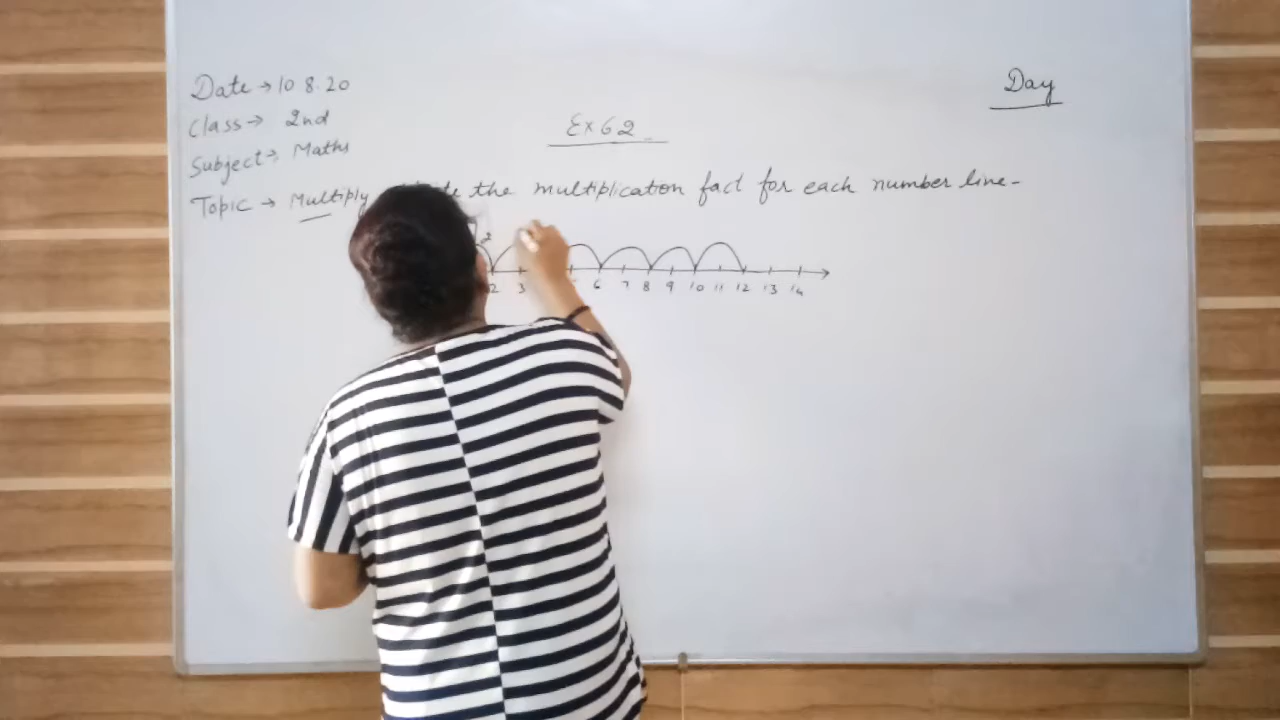 Day
Date → 10 8.20
Class → 2nd
Ex 6 2
Subject → Maths
Topic → Multiply the multiplication fact for each number line-
2
2 3 6 7 8 9 10 11 12 13 14